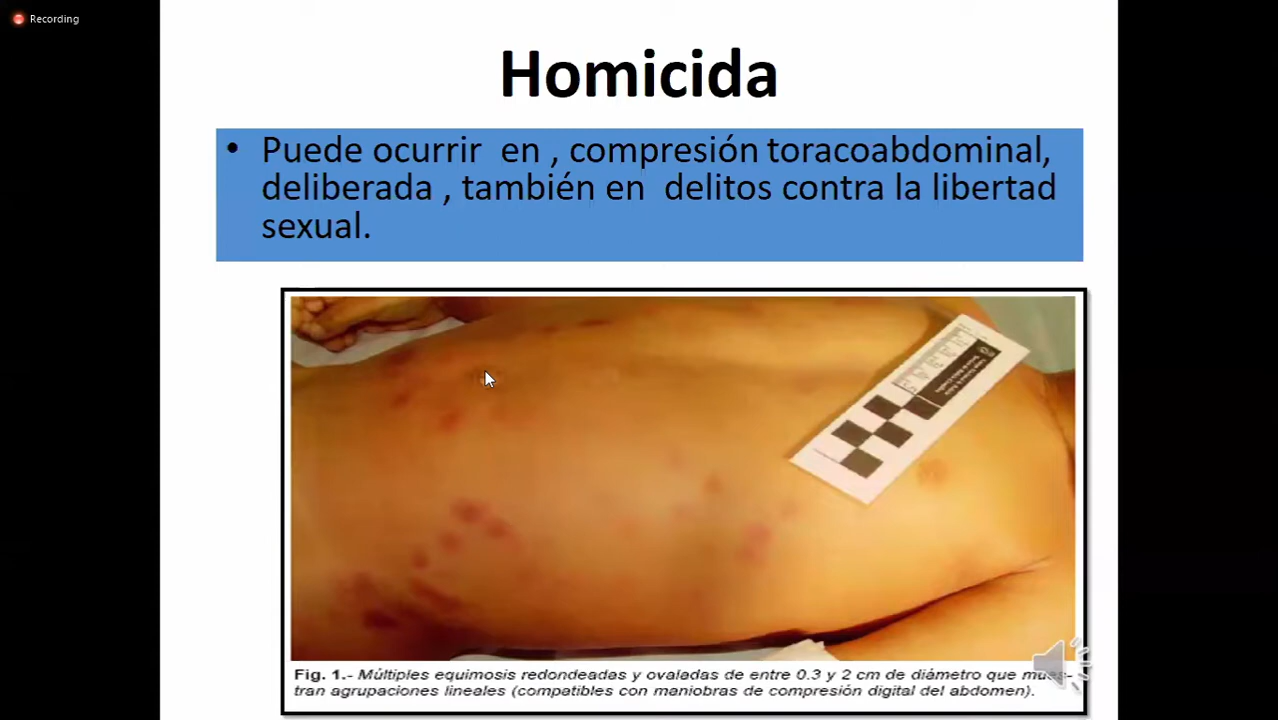 Recording
Homicida
• Puede ocurrir en , compresión toracoabdominal,
deliberada , también en delitos contra la libertad
sexual.
Fig. 1.- Múltiples equimosis redondeadas y ovaladas de entre 0.3 y 2 cm de diámetro que mues-
tran agrupaciones lineales (compatibles con maniobras de compresión digital del abdomen).